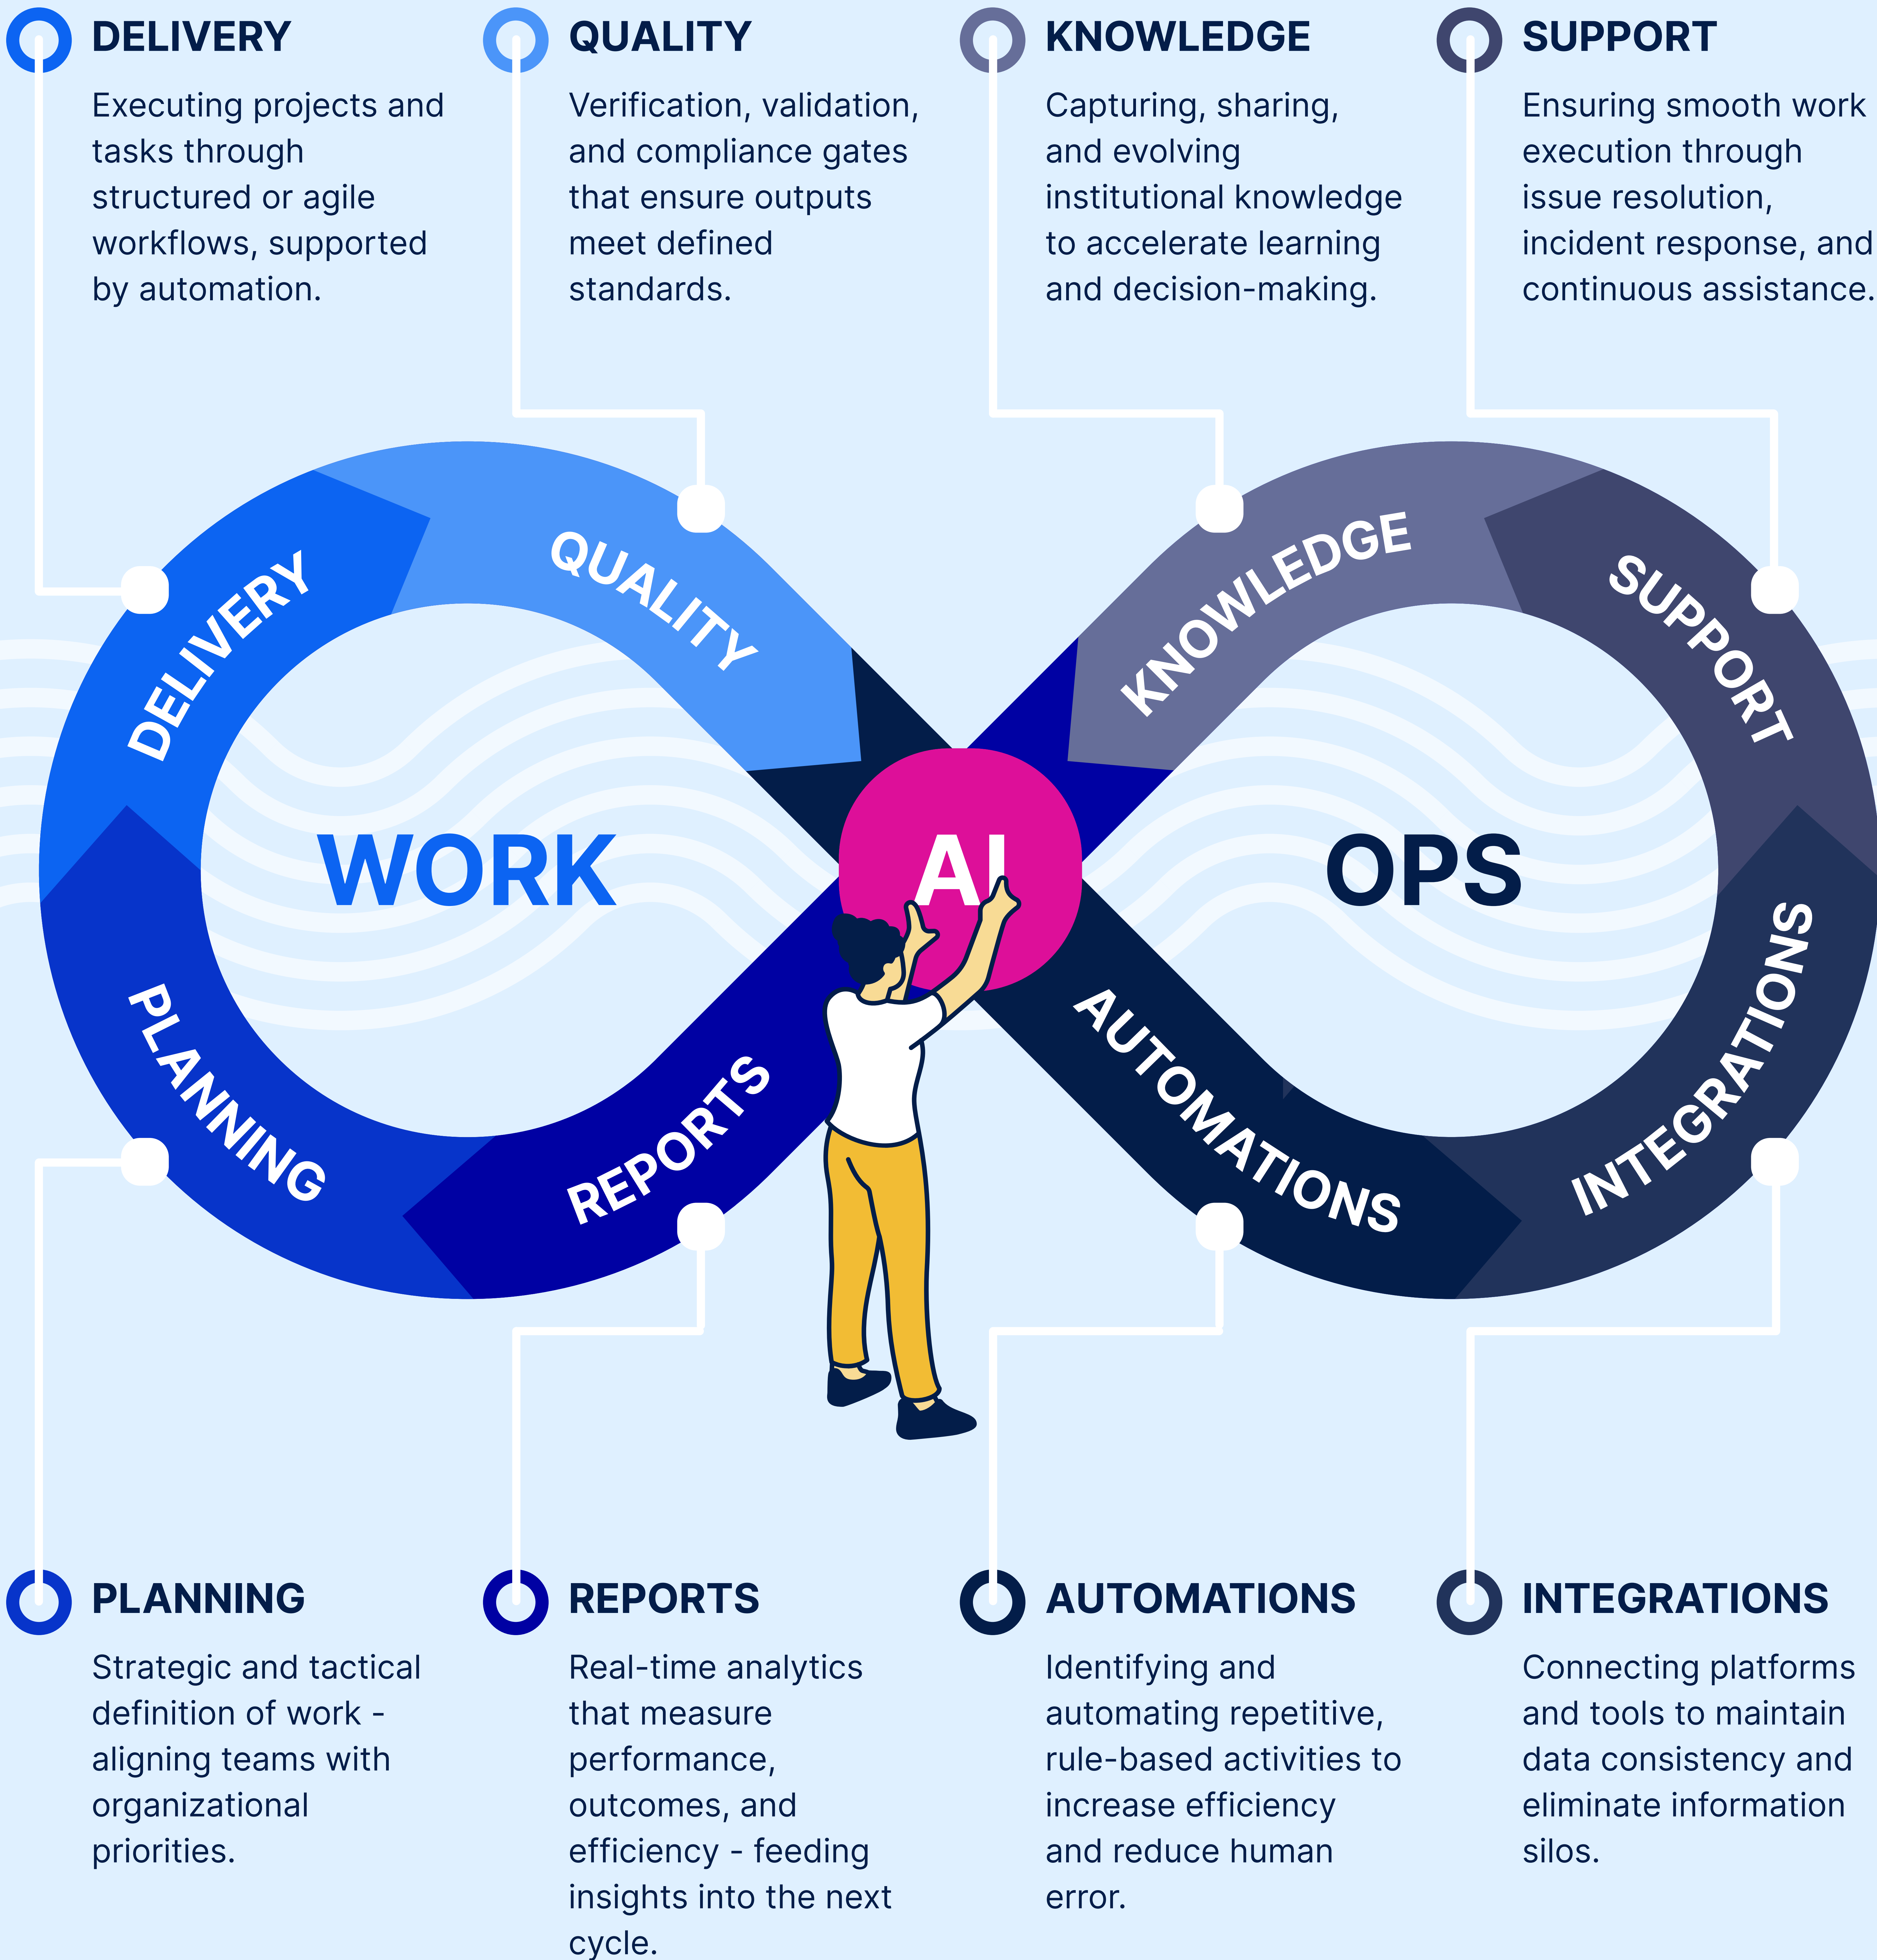 DELIVERY
Executing projects and
tasks through
structured or agile
workflows, supported
by automation.
QUALITY
Verification, validation,
and compliance gates
that ensure outputs
meet defined
standards.
KNOWLEDGE
Capturing, sharing,
and evolving
institutional knowledge
to accelerate learning
and decision-making.
SUPPORT
Ensuring smooth work
execution through
issue resolution,
incident response, and
continuous assistance.
DELIVERY
QUALITY
KNOWLEDGE
SUPPORT
WORK
AI
OPS
PLANNING
REPORTS
AUTOMATIONS
INTEGRATIONS
PLANNING
Strategic and tactical
definition of work -
aligning teams with
organizational
priorities.
REPORTS
Real-time analytics
that measure
performance,
outcomes, and
efficiency - feeding
insights into the next
cycle.
AUTOMATIONS
Identifying and
automating repetitive,
rule-based activities to
increase efficiency
and reduce human
error.
INTEGRATIONS
Connecting platforms
and tools to maintain
data consistency and
eliminate information
silos.